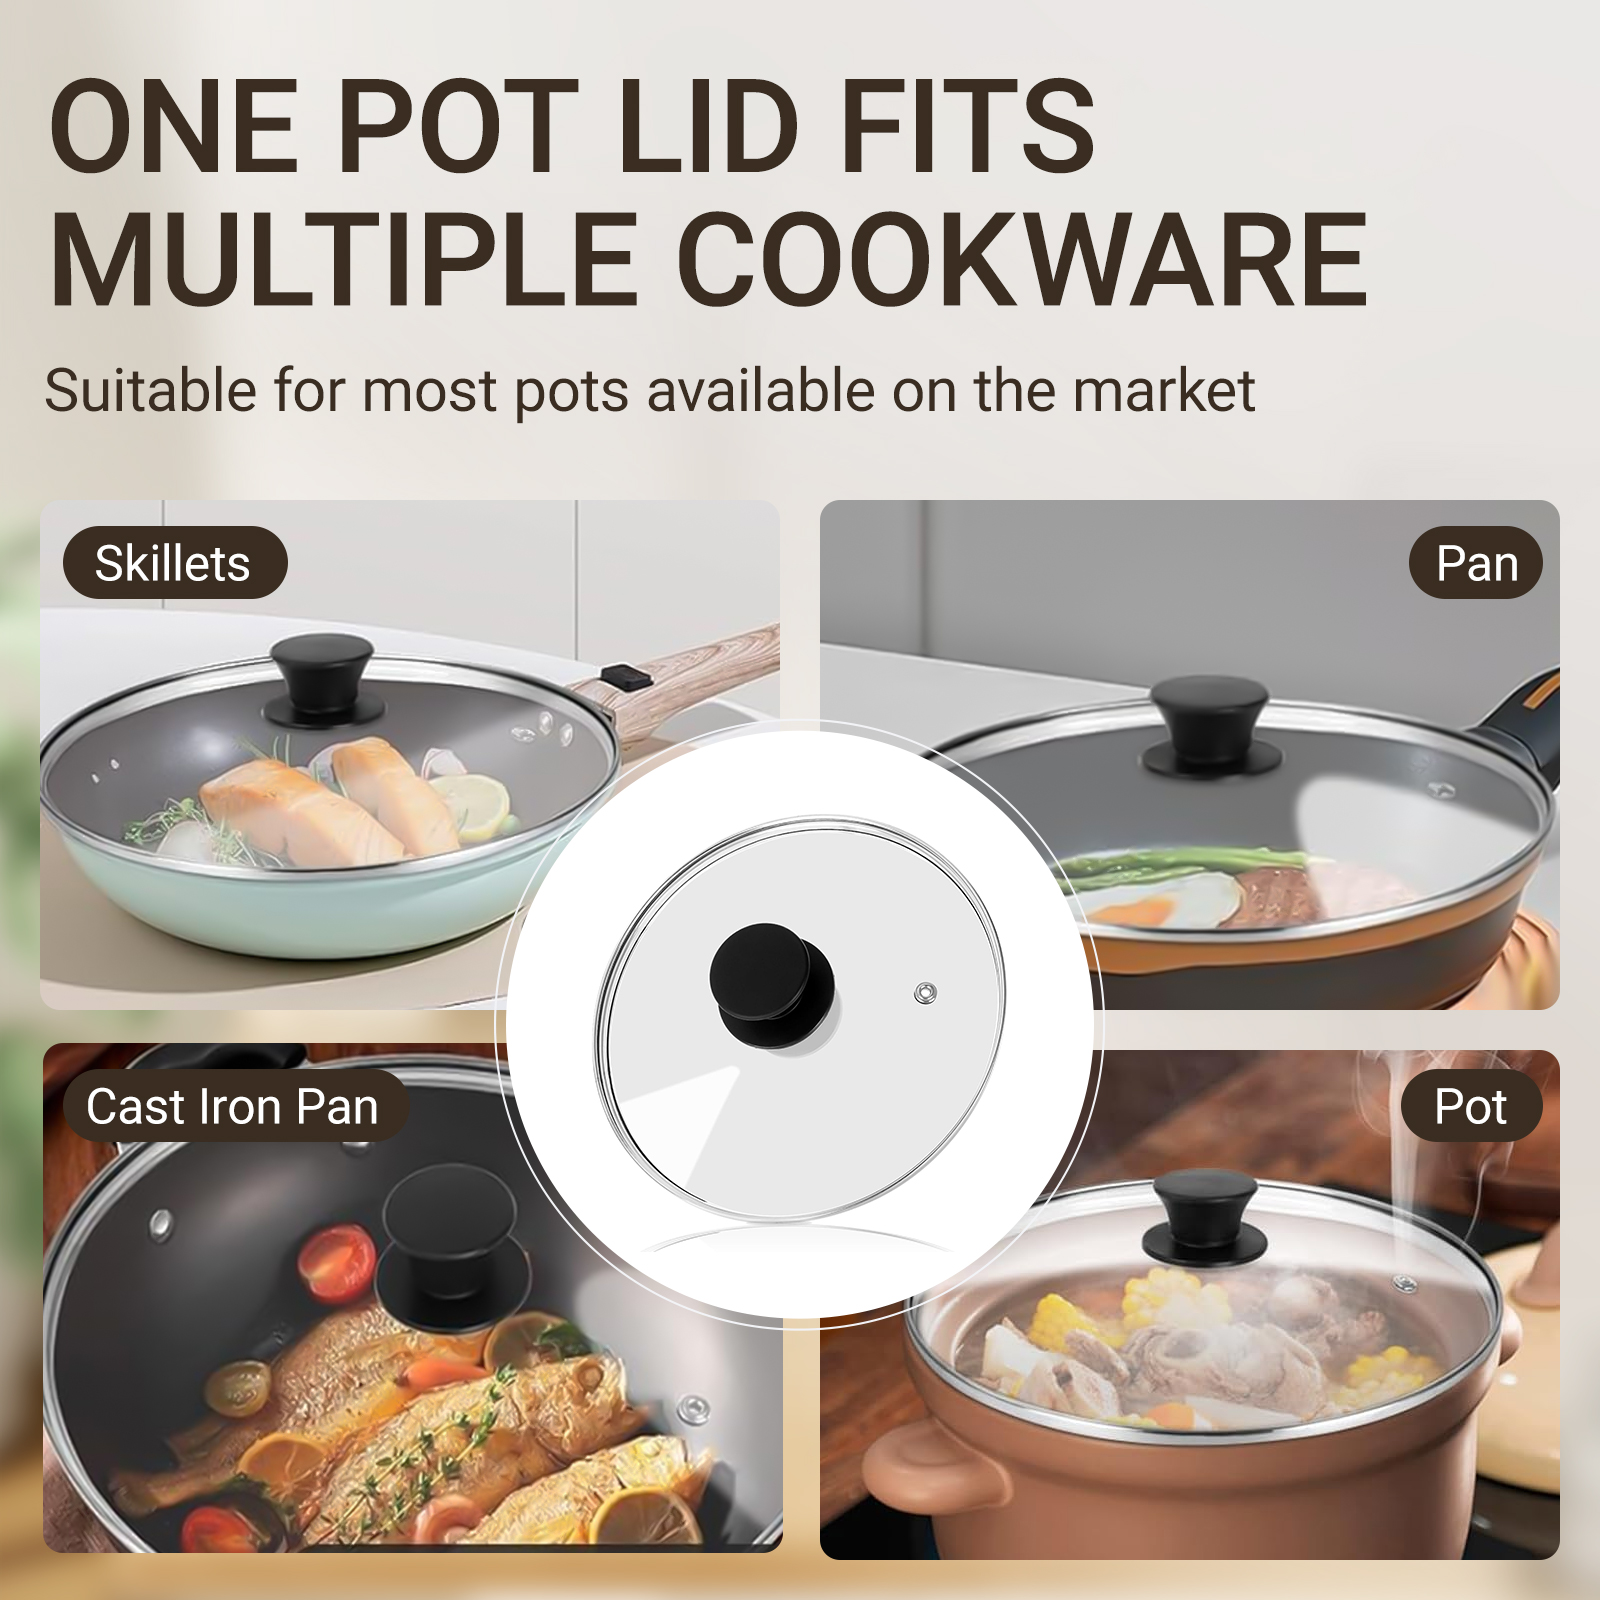 ONE POT LID FITS
MULTIPLE COOKWARE
Suitable for most pots available on the market
Skillets
Pan
Cast Iron Pan
Pot